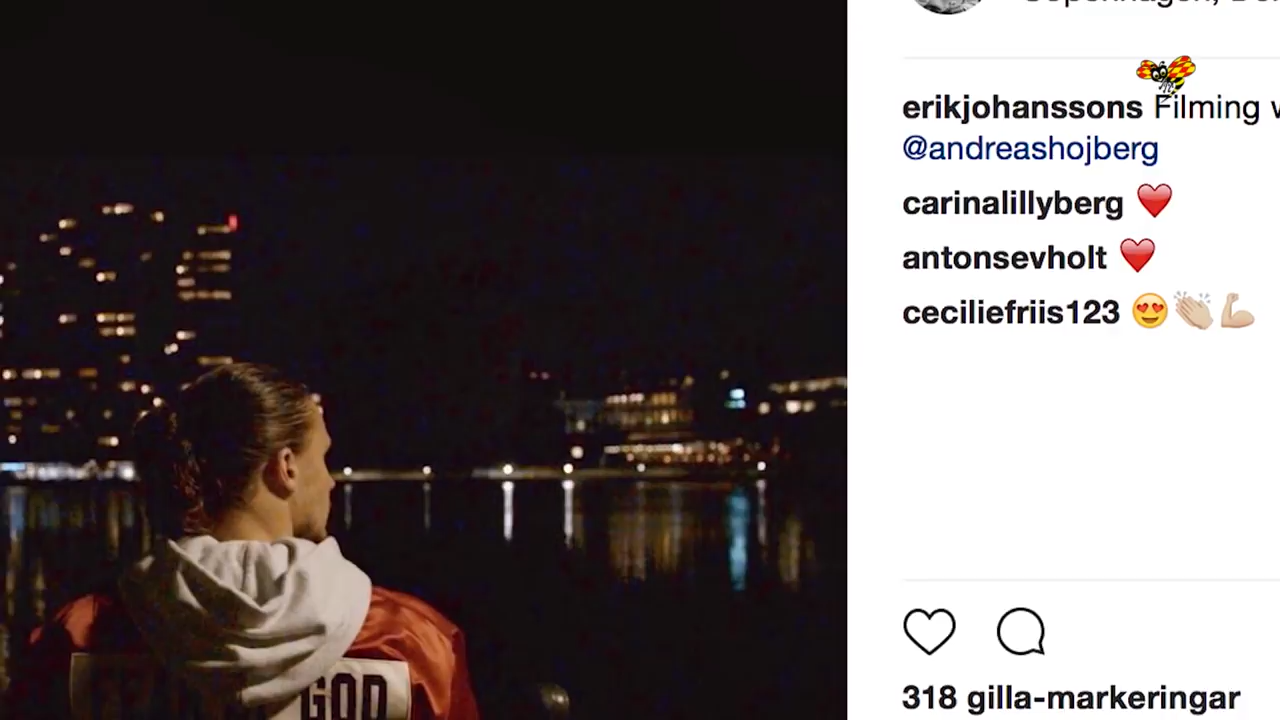 erikjohanssons Filming
@andreashojberg
carinalillyberg ❤️
antonsevholt ❤️
ceciliefriis123 😍👏🏼💪🏼
318 gilla-markeringar
GOD